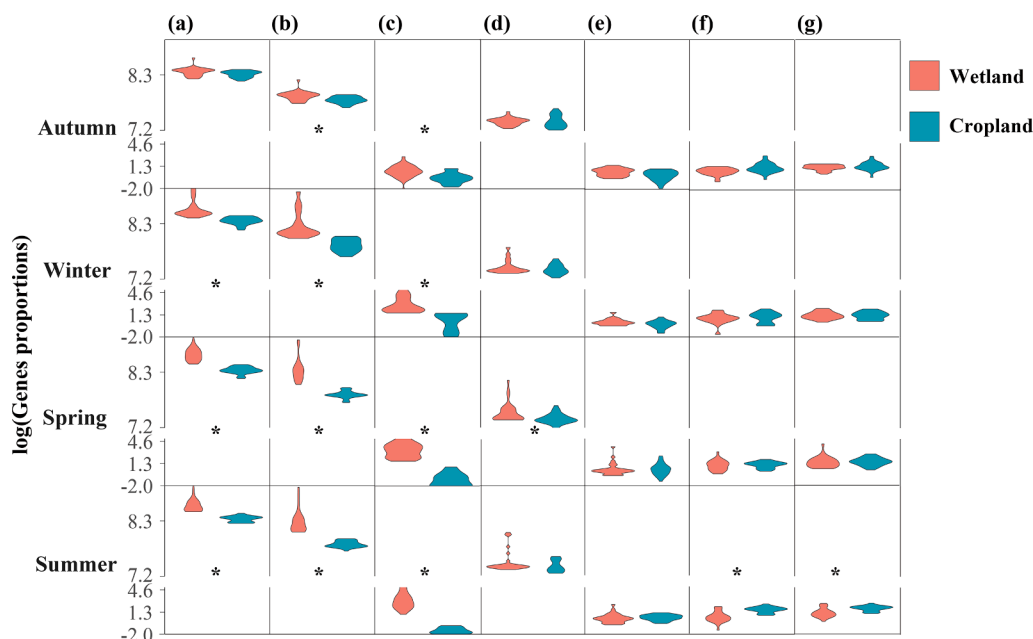 (a) (b) (c) (d) (e) (f) (g)
8.3
Wetland
Autumn 7.2 * *
Cropland
4.6
1.3
-2.0
8.3
Winter 7.2
* * *
4.6
1.3
-2.0
8.3
Spring 7.2
* * * *
4.6
1.3
-2.0
8.3
Summer 7.2
* * * * *
4.6
1.3
-2.0
log(Genes proportions)